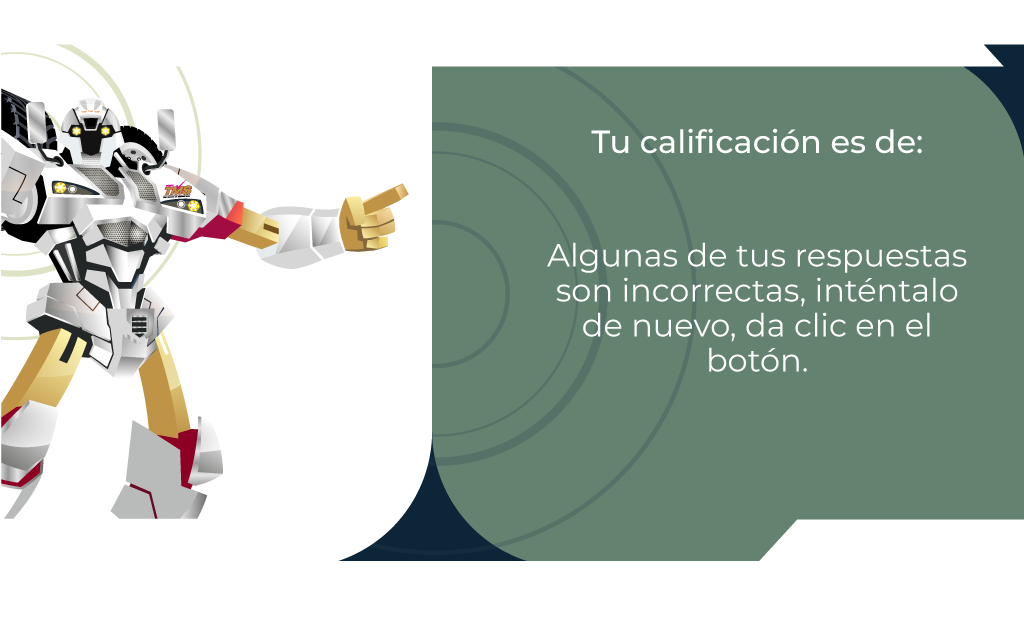 Tu calificación es de:
Algunas de tus respuestas
son incorrectas, inténtalo
de nuevo, da clic en el
botón.